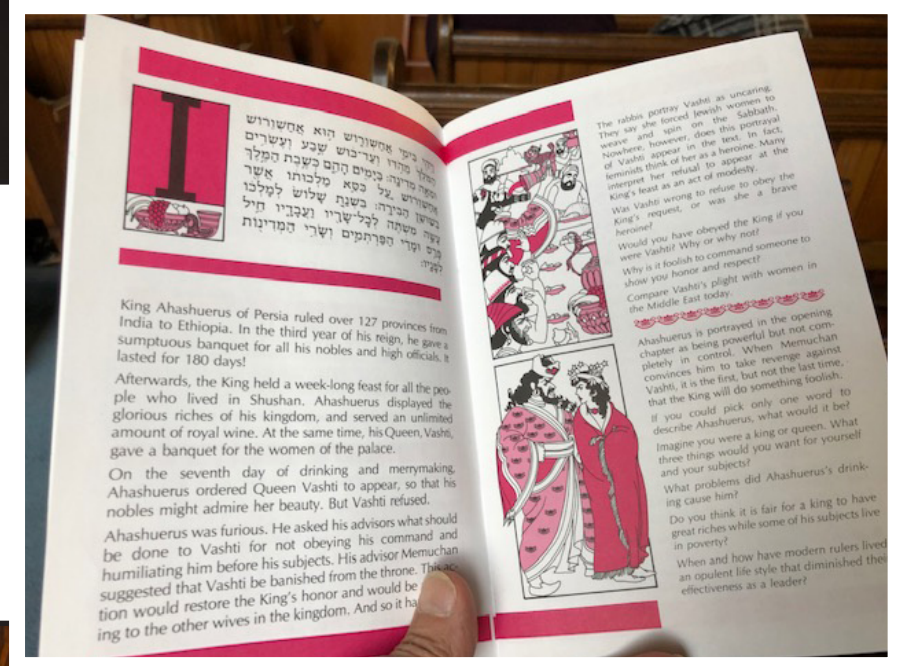 I
וַיְהִי בִּימֵי אֲחַשְׁוֵרוֹשׁ הוּא אֲחַשְׁוֵרוֹשׁ
הַמֹּלֵךְ מֵהֹדּוּ וְעַד־כּוּשׁ שֶׁבַע וְעֶשְׂרִים
וּמֵאָה מְדִינָה: בַּיָּמִים הָהֵם כְּשֶׁבֶת הַמֶּלֶךְ
אֲחַשְׁוֵרוֹשׁ עַל כִּסֵּא מַלְכוּתוֹ אֲשֶׁר
בְּשׁוּשַׁן הַבִּירָה: בִּשְׁנַת שָׁלוֹשׁ לְמָלְכוֹ
עָשָׂה מִשְׁתֶּה לְכָל־שָׂרָיו וַעֲבָדָיו חֵיל
פָּרַס וּמָדַי הַפַּרְתְּמִים וְשָׂרֵי הַמְּדִינוֹת
לְפָנָיו:
King Ahashuerus of Persia ruled over 127 provinces from
India to Ethiopia. In the third year of his reign, he gave a
sumptuous banquet for all his nobles and high officials. It
lasted for 180 days!
Afterwards, the King held a week-long feast for all the peo-
ple who lived in Shushan. Ahashuerus displayed the
glorious riches of his kingdom, and served an unlimited
amount of royal wine. At the same time, his Queen, Vashti,
gave a banquet for the women of the palace.
On the seventh day of drinking and merrymaking,
Ahashuerus ordered Queen Vashti to appear, so that his
nobles might admire her beauty. But Vashti refused.
Ahashuerus was furious. He asked his advisors what should
be done to Vashti for not obeying his command and
humiliating him before his subjects. His advisor Memuchan
suggested that Vashti be banished from the throne. This ac-
tion would restore the King's honor and would be
ing to the other wives in the kingdom. And so it
The rabbis portray Vashti as uncaring.
They say she forced Jewish women to
weave and spin on the Sabbath.
Nowhere, however, does this portrayal
of Vashti appear in the text. In fact,
feminists think of her as a heroine. Many
interpret her refusal to appear at the
King's feast as an act of modesty.
Was Vashti wrong to refuse to obey the
King's request, or was she a brave
heroine?
Would you have obeyed the King if you
were Vashti? Why or why not?
Why is it foolish to command someone to
show you honor and respect?
Compare Vashti's plight with women in
the Middle East today.
Ahashuerus is portrayed in the opening
chapter as being powerful but not com-
pletely in control. When Memuchan
convinces him to take revenge against
Vashti, it is the first, but not the last time,
that the King will do something foolish.
If you could pick only one word to
describe Ahashuerus, what would it be?
Imagine you were a king or queen. What
three things would you want for yourself
and your subjects?
What problems did Ahashuerus's drink-
ing cause him?
Do you think it is fair for a king to have
great riches while some of his subjects live
in poverty?
When and how have modern rulers lived
an opulent life style that diminished their
effectiveness as a leader?